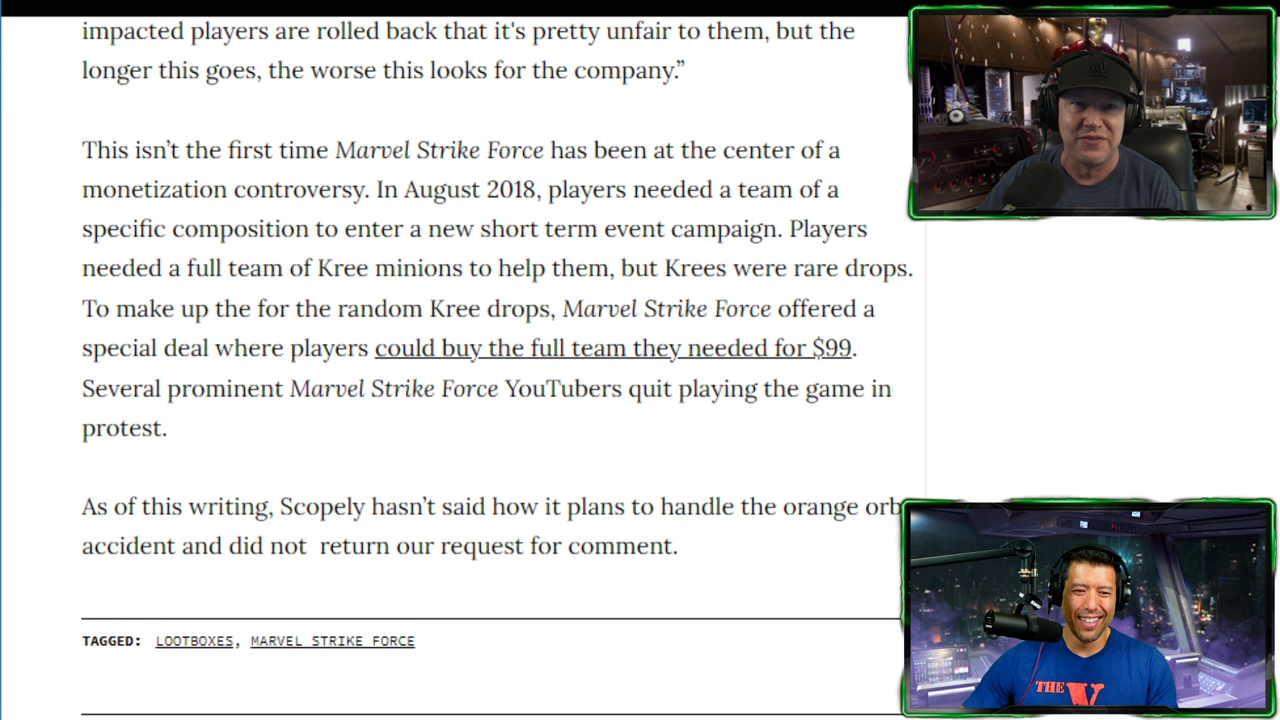 impacted players are rolled back that it's pretty unfair to them, but the
longer this goes, the worse this looks for the company.”
This isn’t the first time Marvel Strike Force has been at the center of a
monetization controversy. In August 2018, players needed a team of a
specific composition to enter a new short term event campaign. Players
needed a full team of Kree minions to help them, but Krees were rare drops.
To make up the for the random Kree drops, Marvel Strike Force offered a
special deal where players could buy the full team they needed for $99.
Several prominent Marvel Strike Force YouTubers quit playing the game in
protest.
As of this writing, Scopely hasn’t said how it plans to handle the orange orb
accident and did not  return our request for comment.
TAGGED: LOOTBOXES, MARVEL STRIKE FORCE
THE V